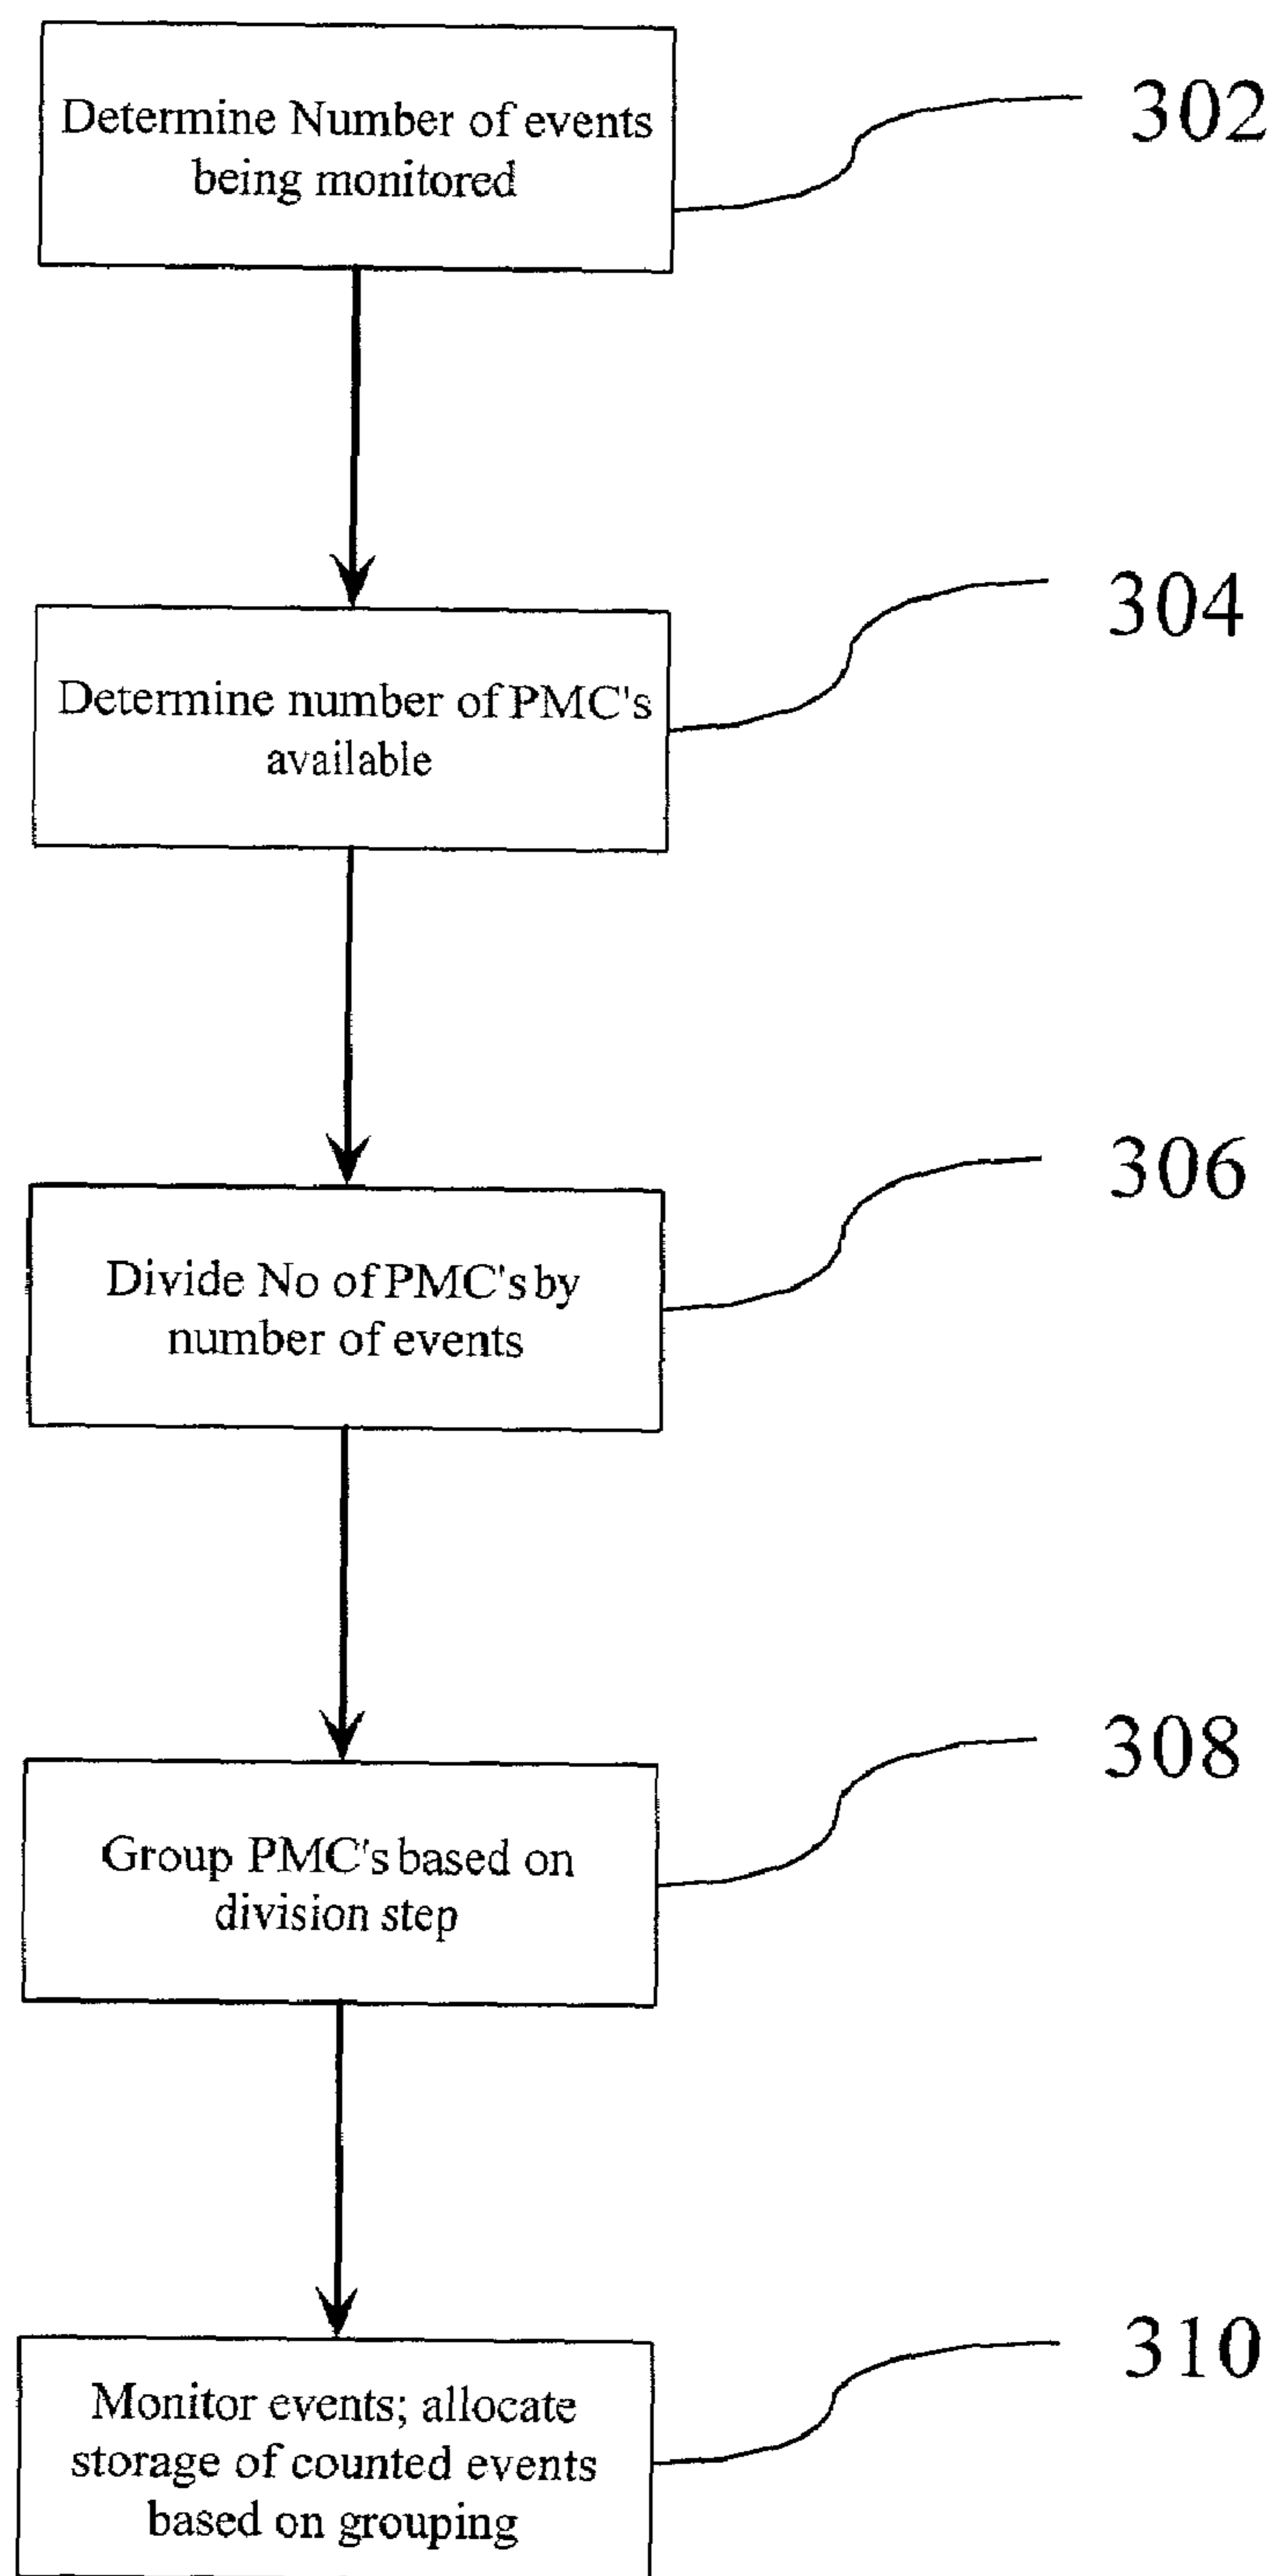 Determine Number of events
being monitored
302
Determine number of PMC's
available
304
Divide No of PMC's by
number of events
306
Group PMC's based on
division step
308
Monitor events; allocate
storage of counted events
based on grouping
310